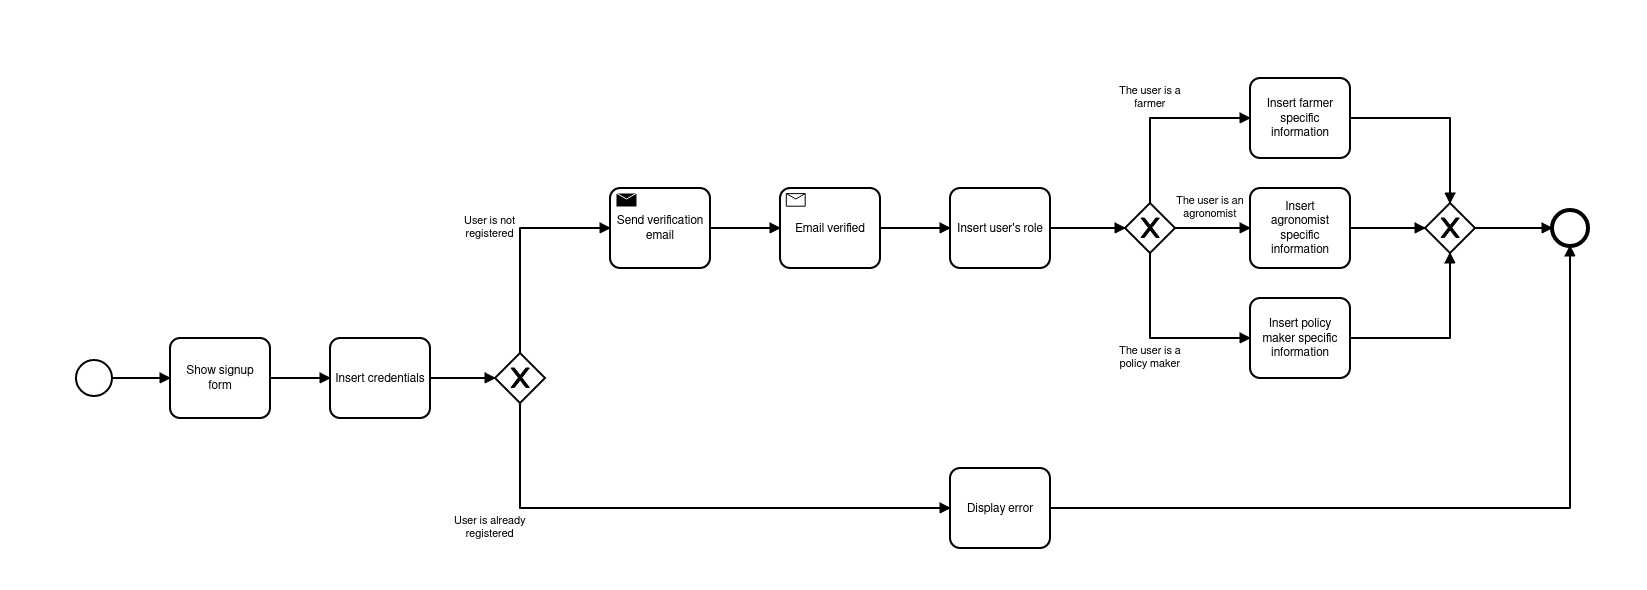 Show signup
form
Insert credentials
User is not
registered
User is already
registered
Send verification
email
Email verified
Insert user's role
The user is a
farmer
The user is an
agronomist
The user is a
policy maker
Insert farmer
specific
information
Insert
agronomist
specific
information
Insert policy
maker specific
information
Display error